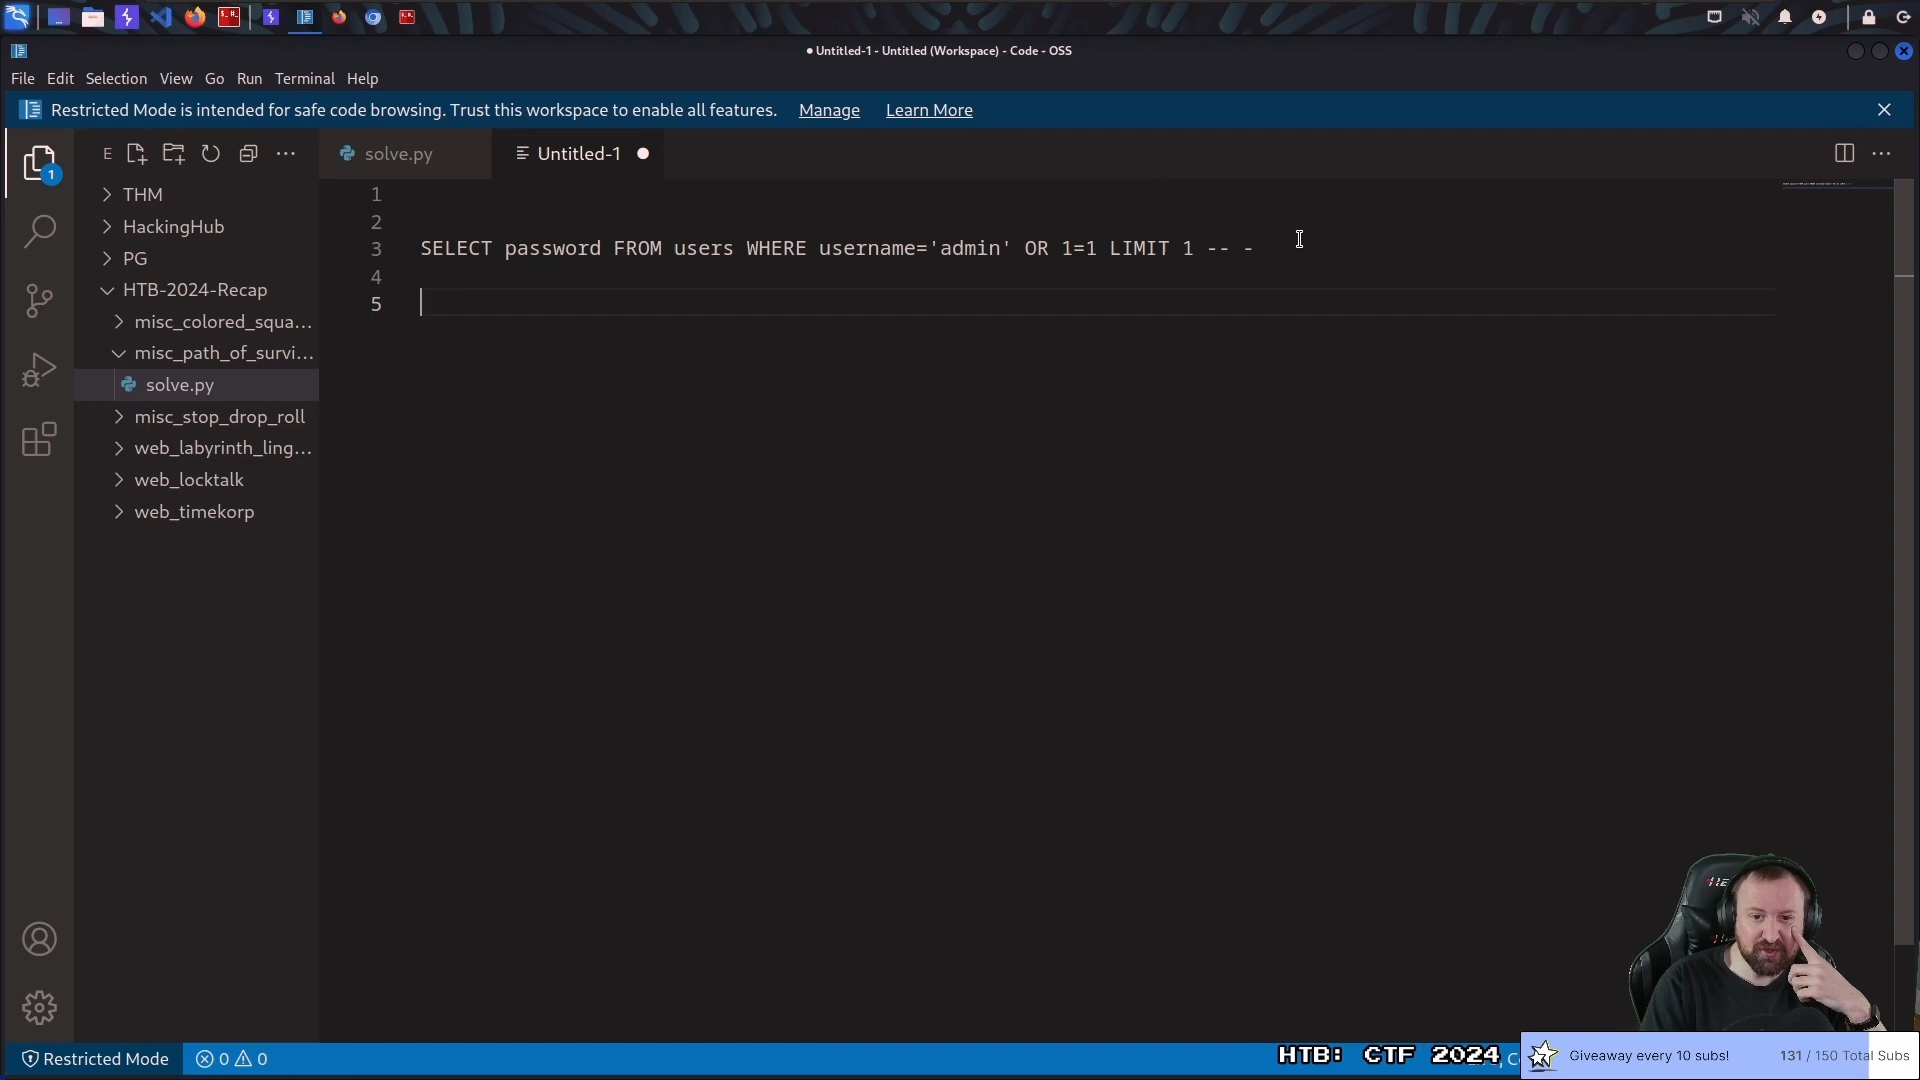 Untitled-1 - Untitled (Workspace) - Code - OSS
File Edit Selection View Go Run Terminal Help
Restricted Mode is intended for safe code browsing. Trust this workspace to enable all features. Manage Learn More
E
solve.py
Untitled-1
1
THM
HackingHub
PG
HTB-2024-Recap
misc_colored_squa...
misc_path_of_survi...
solve.py
misc_stop_drop_roll
web_labyrinth_ling...
web_locktalk
web_timekorp
1
2
3 SELECT password FROM users WHERE username='admin' OR 1=1 LIMIT 1 -- -
4
5
Restricted Mode 0 0
HTB: CTF 2024
Giveaway every 10 subs! 131 / 150 Total Subs